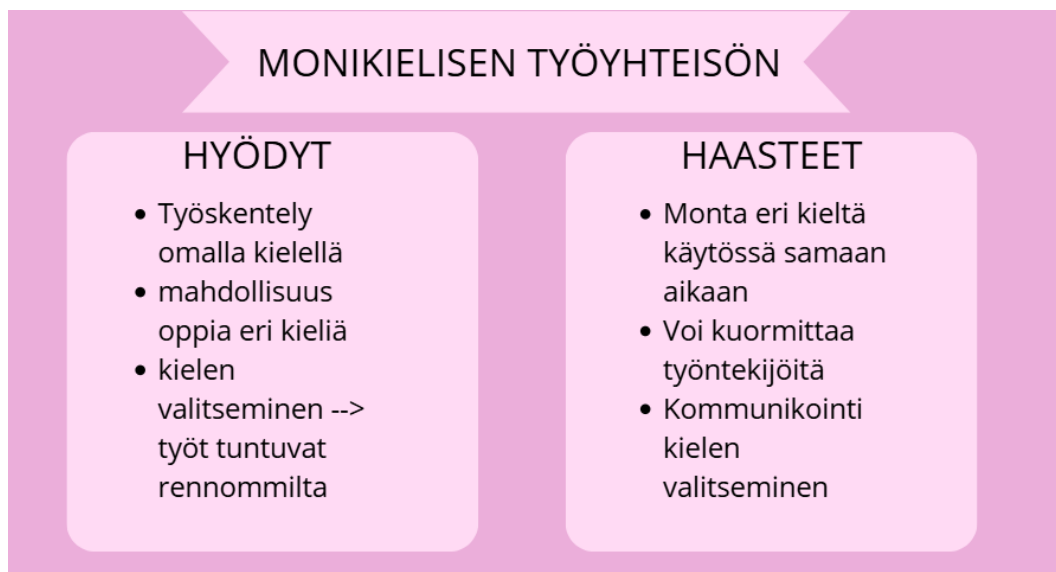 MONIKIELISEN TYÖYHTEISÖN
HYÖDYT
• Työskentely
omalla kielellä
• mahdollisuus
oppia eri kieliä
• kielen
valitseminen -->
työt tuntuvat
rennommilta
HAASTEET
• Monta eri kieltä
käytössä samaan
aikaan
• Voi kuormittaa
työntekijöitä
• Kommunikointi
kielen
valitseminen